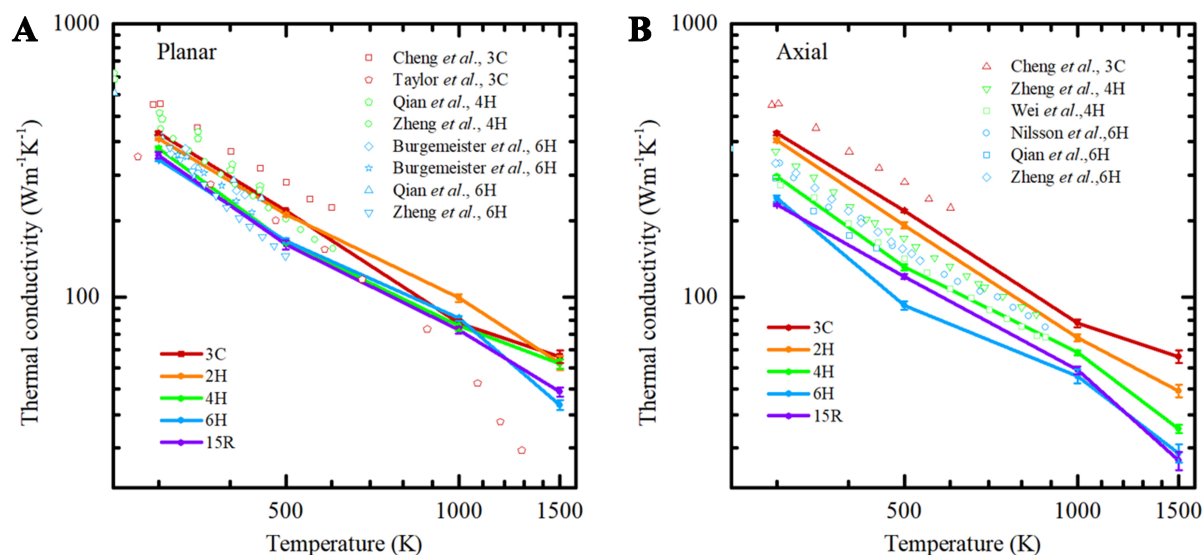 A
Planar
Thermal conductivity (Wm⁻¹K⁻¹)
1000
100
Cheng et al., 3C
Taylor et al., 3C
Qian et al., 4H
Zheng et al., 4H
Burgemeister et al., 6H
Burgemeister et al., 6H
Qian et al., 6H
Zheng et al., 6H
3C
2H
4H
6H
15R
500
1000
1500
Temperature (K)
B
Axial
Thermal conductivity (Wm⁻¹K⁻¹)
1000
100
Cheng et al., 3C
Zheng et al., 4H
Wei et al.,4H
Nilsson et al.,6H
Qian et al.,6H
Zheng et al.,6H
3C
2H
4H
6H
15R
500
1000
1500
Temperature (K)